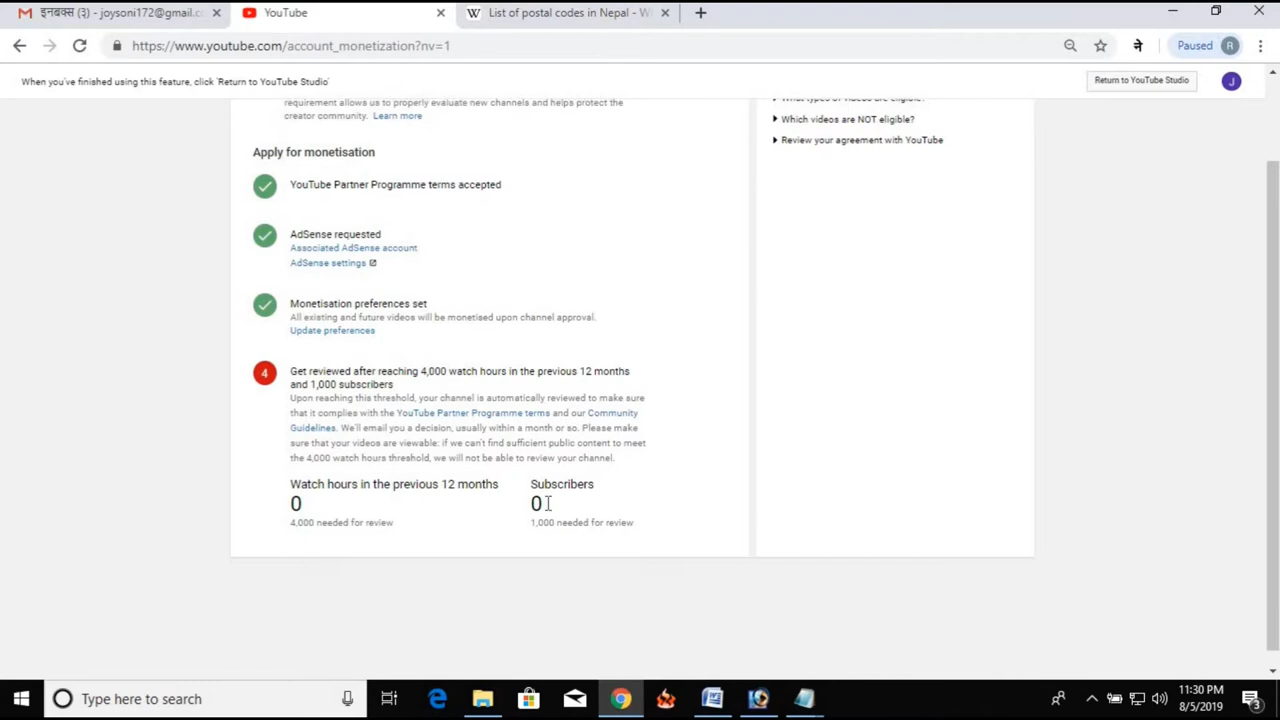 इनबक्स (३) - joysoni172@gmail.c
YouTube
List of postal codes in Nepal - W
https://www.youtube.com/account_monetization?nv=1
ने
Paused
R
When you've finished using this feature, click 'Return to YouTube Studio'
Return to YouTube Studio
J
requirement allows us to properly evaluate new channels and helps protect the
creator community. Learn more
What types of videos are eligible?
Which videos are NOT eligible?
Review your agreement with YouTube
Apply for monetisation
YouTube Partner Programme terms accepted
AdSense requested
Associated AdSense account
AdSense settings
Monetisation preferences set
All existing and future videos will be monetised upon channel approval.
Update preferences
4
Get reviewed after reaching 4,000 watch hours in the previous 12 months
and 1,000 subscribers
Upon reaching this threshold, your channel is automatically reviewed to make sure
that it complies with the YouTube Partner Programme terms and our Community
Guidelines. We'll email you a decision, usually within a month or so. Please make
sure that your videos are viewable: if we can't find sufficient public content to meet
the 4,000 watch hours threshold, we will not be able to review your channel.
Watch hours in the previous 12 months
0
4,000 needed for review
Subscribers
0
1,000 needed for review
Type here to search
11:30 PM
8/5/2019
3